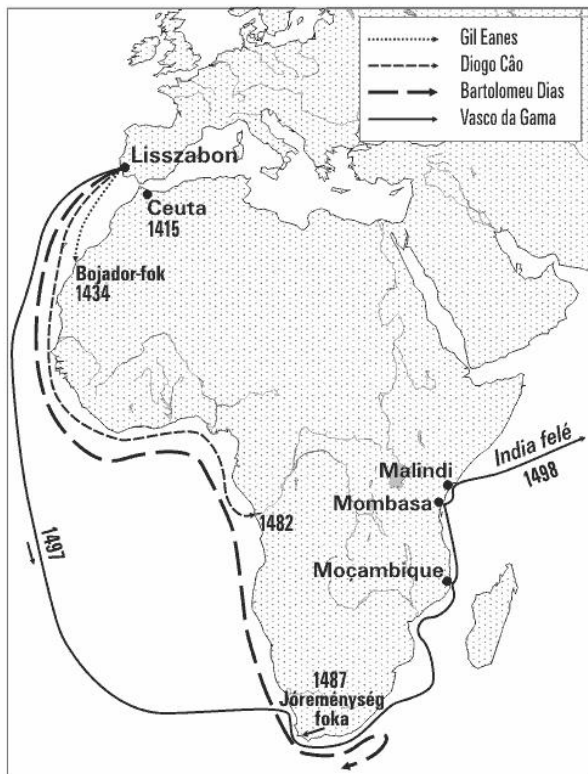 Gil Eanes
Diogo Câo
Bartolomeu Dias
Vasco da Gama
Lisszabon
Ceuta
1415
Bojador-fok
1434
India felé
1498
Malindi
Mombasa
1482
1497
Moçambique
1487
Jóreménység
foka